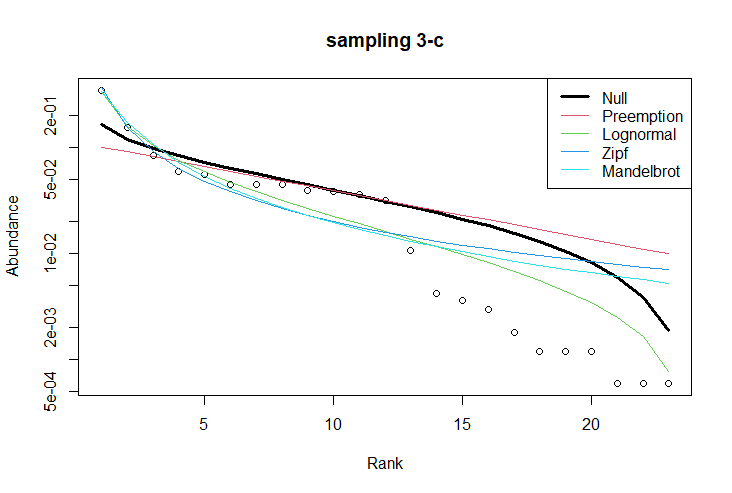 sampling 3-c
Null
Preemption
Lognormal
Zipf
Mandelbrot
Abundance
2e-01
5e-02
1e-02
2e-03
5e-04
5
10
15
20
Rank